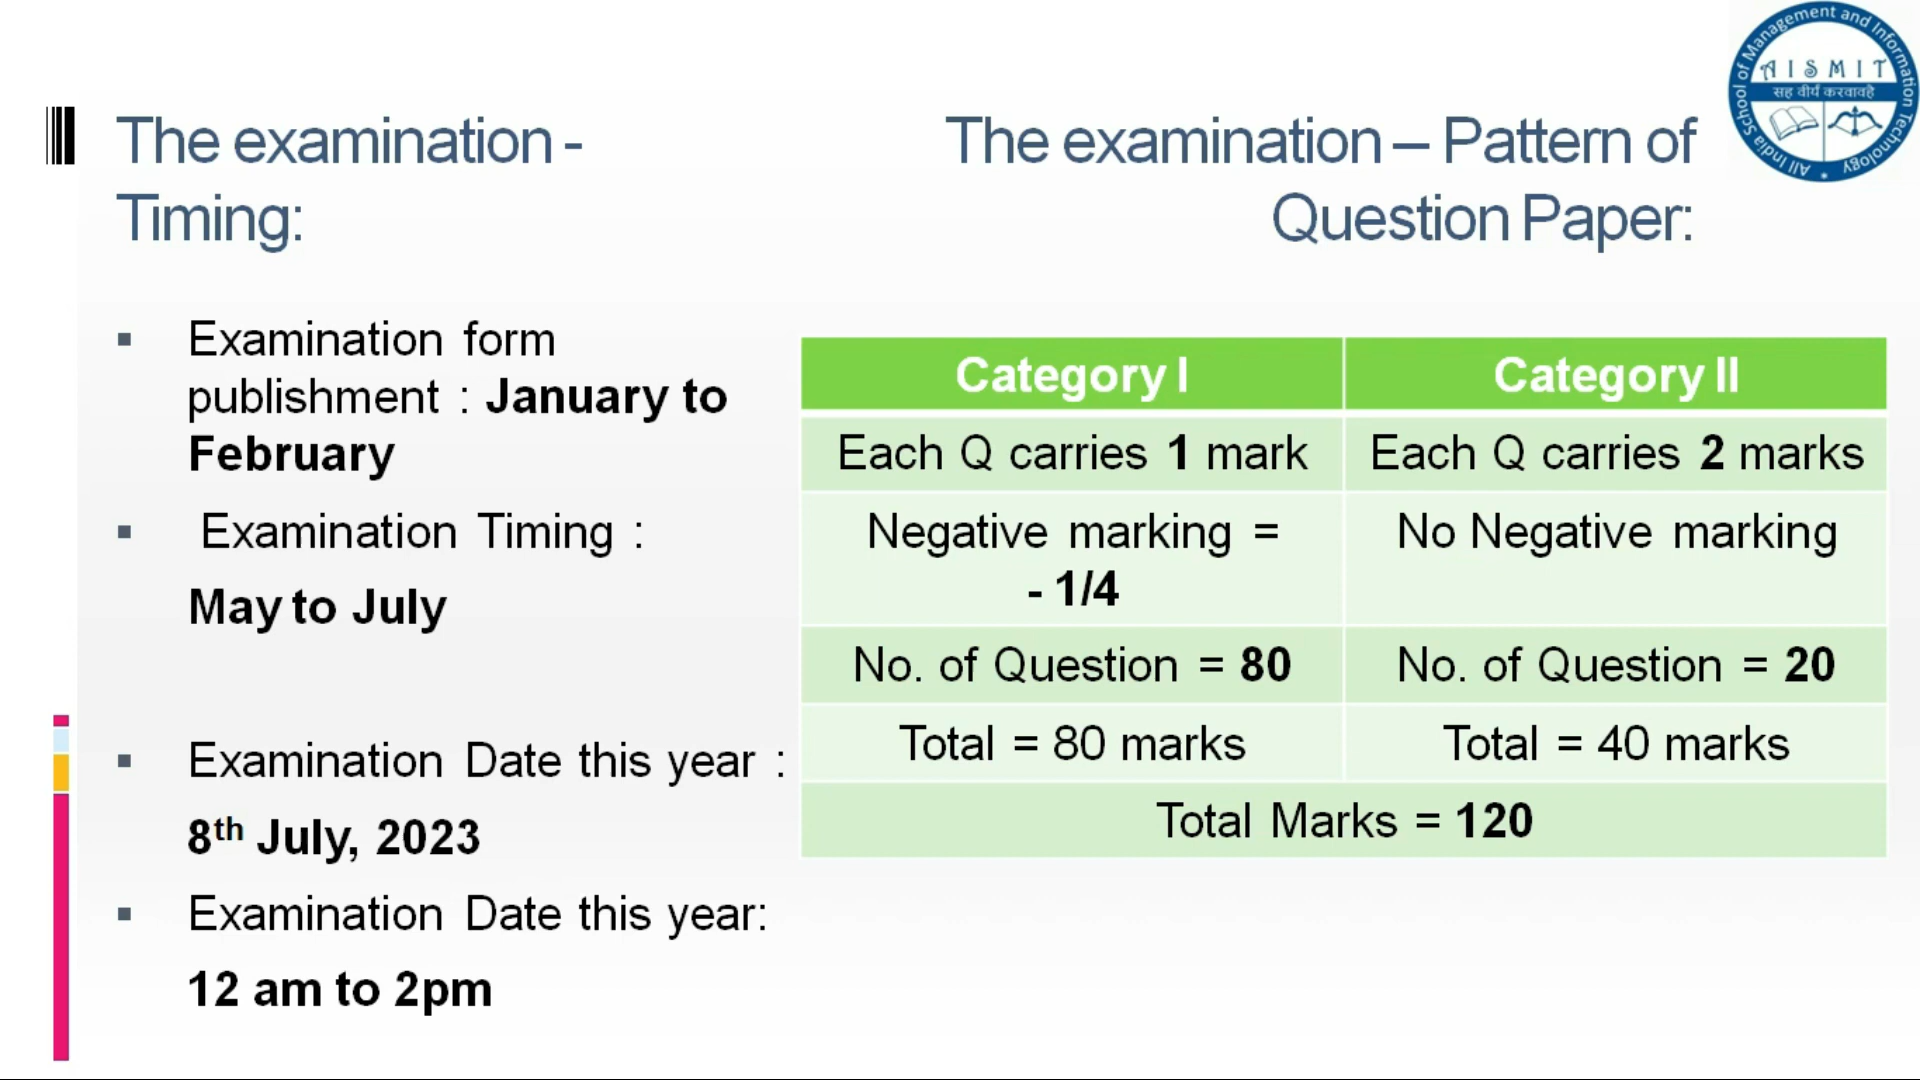 The examination -
Timing:
The examination – Pattern of
Question Paper:
All India School of Management and Information Technology
AISMIT
सह वीर्यं करवावहै
▪ Examination form
publishment : January to
February
▪ Examination Timing :
May to July
▪ Examination Date this year :
8th July, 2023
▪ Examination Date this year:
12 am to 2pm
Category I Category II
Each Q carries 1 mark Each Q carries 2 marks
Negative marking = No Negative marking
- 1/4
No. of Question = 80 No. of Question = 20
Total = 80 marks Total = 40 marks
Total Marks = 120